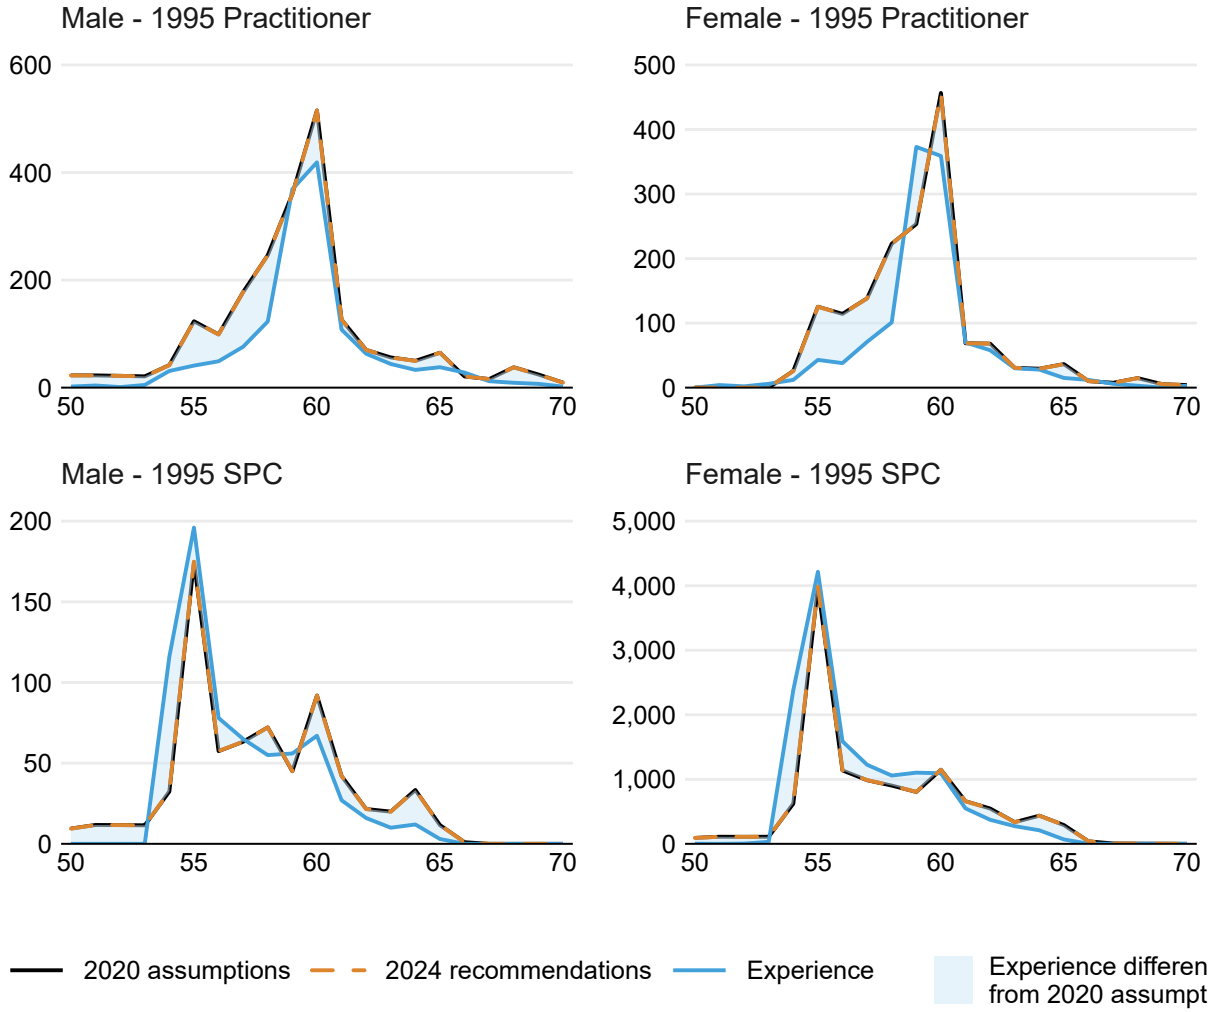 Male - 1995 Practitioner
600
400
200
0
50 55 60 65 70
Female - 1995 Practitioner
500
400
300
200
100
0
50 55 60 65 70
Male - 1995 SPC
200
150
100
50
0
50 55 60 65 70
Female - 1995 SPC
5,000
4,000
3,000
2,000
1,000
0
50 55 60 65 70
2020 assumptions 2024 recommendations Experience
Experience differen
from 2020 assumpt